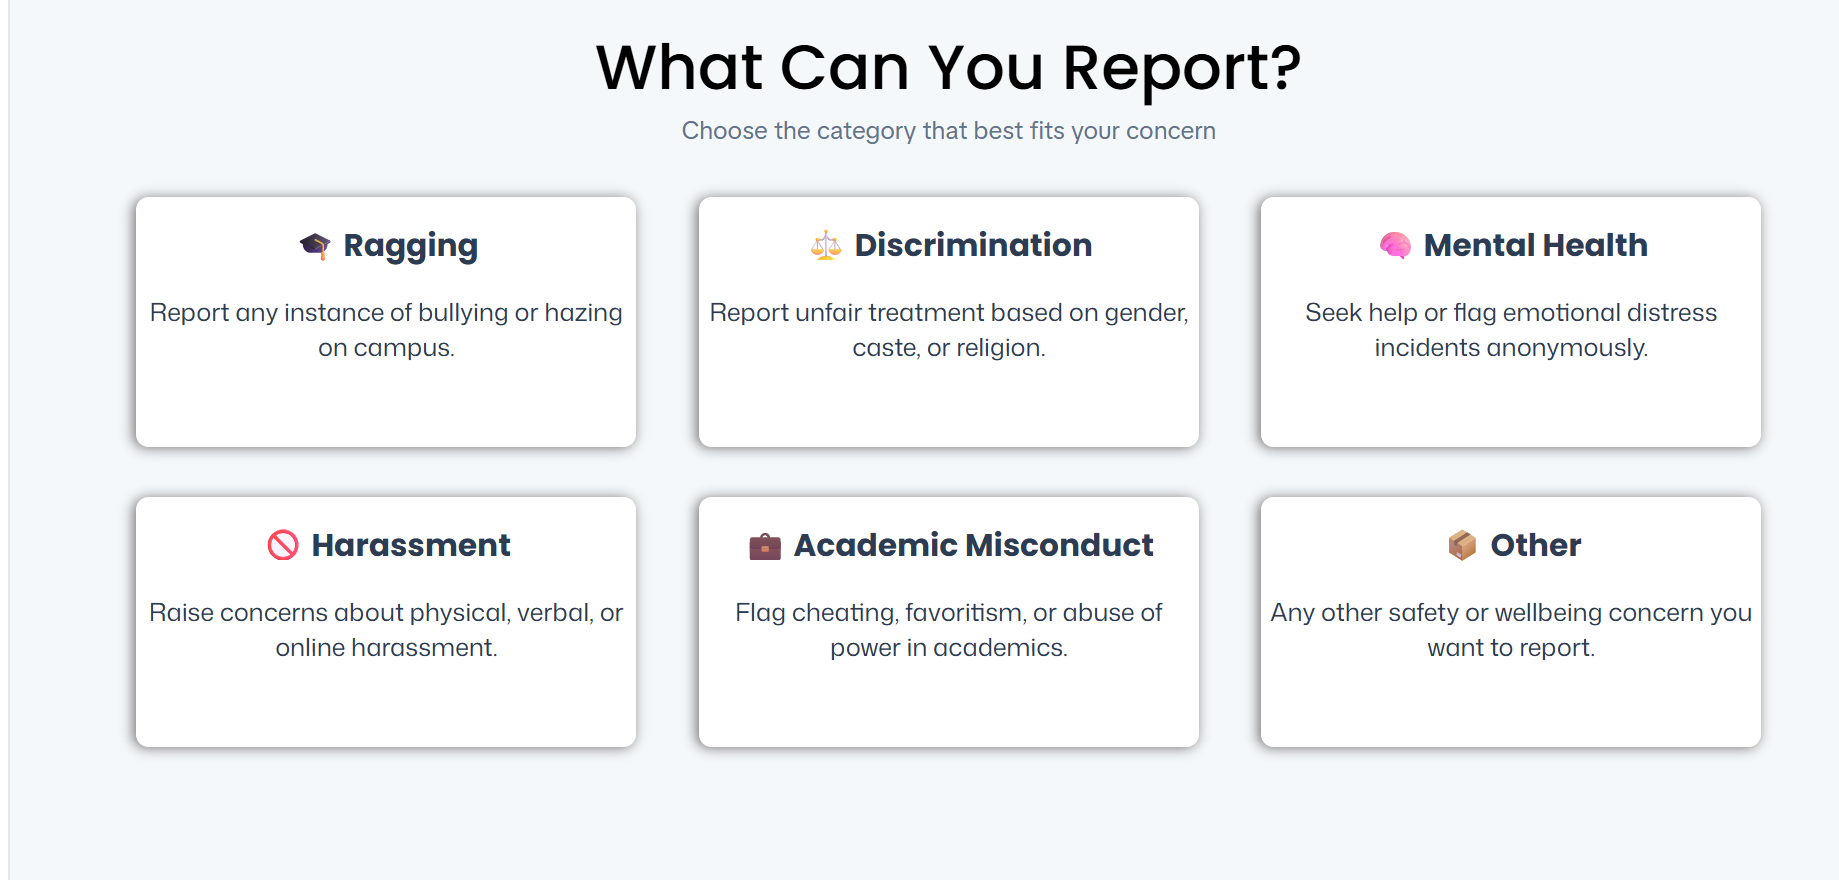 What Can You Report?
Choose the category that best fits your concern
Ragging
Report any instance of bullying or hazing
on campus.
Discrimination
Report unfair treatment based on gender,
caste, or religion.
Mental Health
Seek help or flag emotional distress
incidents anonymously.
Harassment
Raise concerns about physical, verbal, or
online harassment.
Academic Misconduct
Flag cheating, favoritism, or abuse of
power in academics.
Other
Any other safety or wellbeing concern you
want to report.